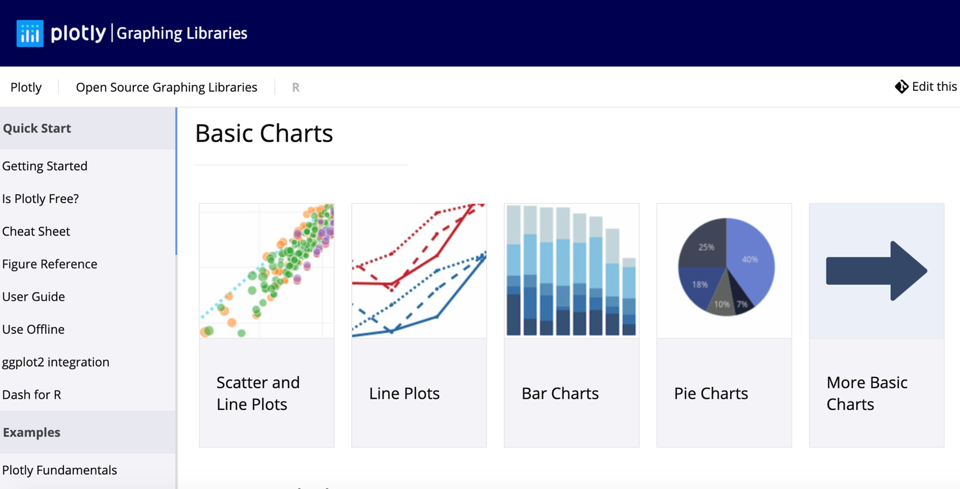 plotly | Graphing Libraries
Plotly
Open Source Graphing Libraries
R
Edit this
Quick Start
Getting Started
Is Plotly Free?
Cheat Sheet
Figure Reference
User Guide
Use Offline
ggplot2 integration
Dash for R
Examples
Plotly Fundamentals
Basic Charts
25%
40%
18%
10%
7%
Scatter and
Line Plots
Line Plots
Bar Charts
Pie Charts
More Basic
Charts